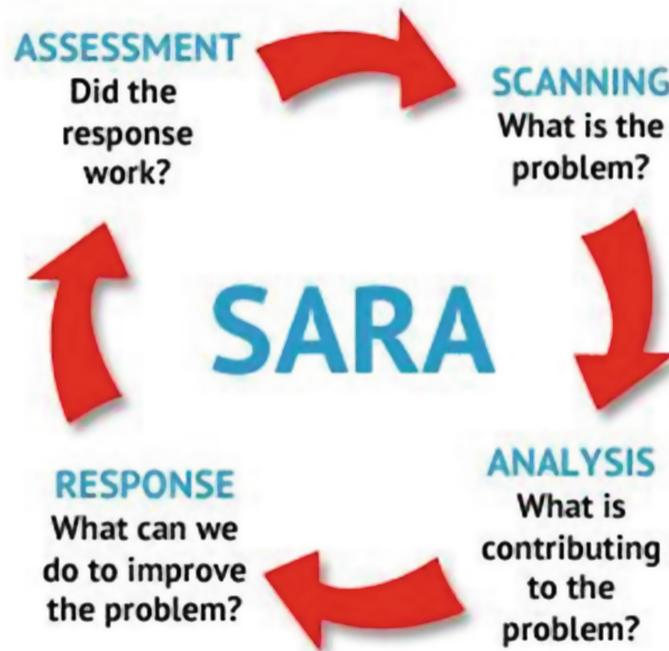 ASSESSMENT
Did the
response
work?
SCANNING
What is the
problem?
SARA
RESPONSE
What can we
do to improve
the problem?
ANALYSIS
What is
contributing
to the
problem?